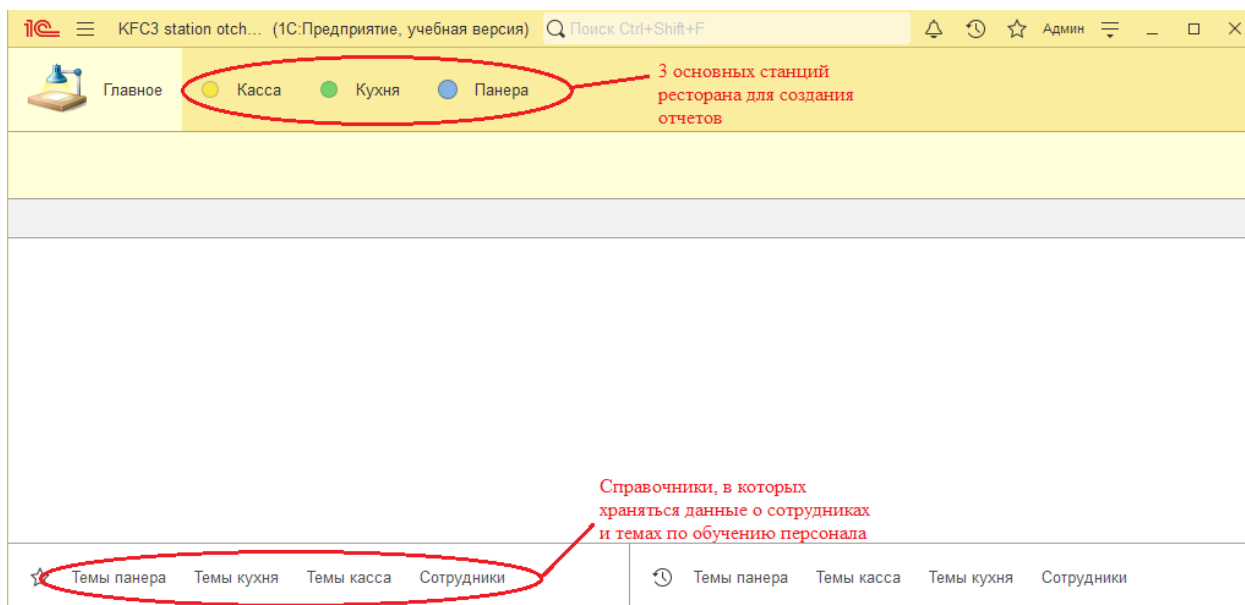 1С KFC3 station otch... (1С:Предприятие, учебная версия) Поиск Ctrl+Shift+F Админ
Главное Касса Кухня Панера
3 основных станций
ресторана для создания
отчетов
Справочники, в которых
храняться данные о сотрудниках
и темах по обучению персонала
Темы панера Темы кухня Темы касса Сотрудники
Темы панера Темы касса Темы кухня Сотрудники